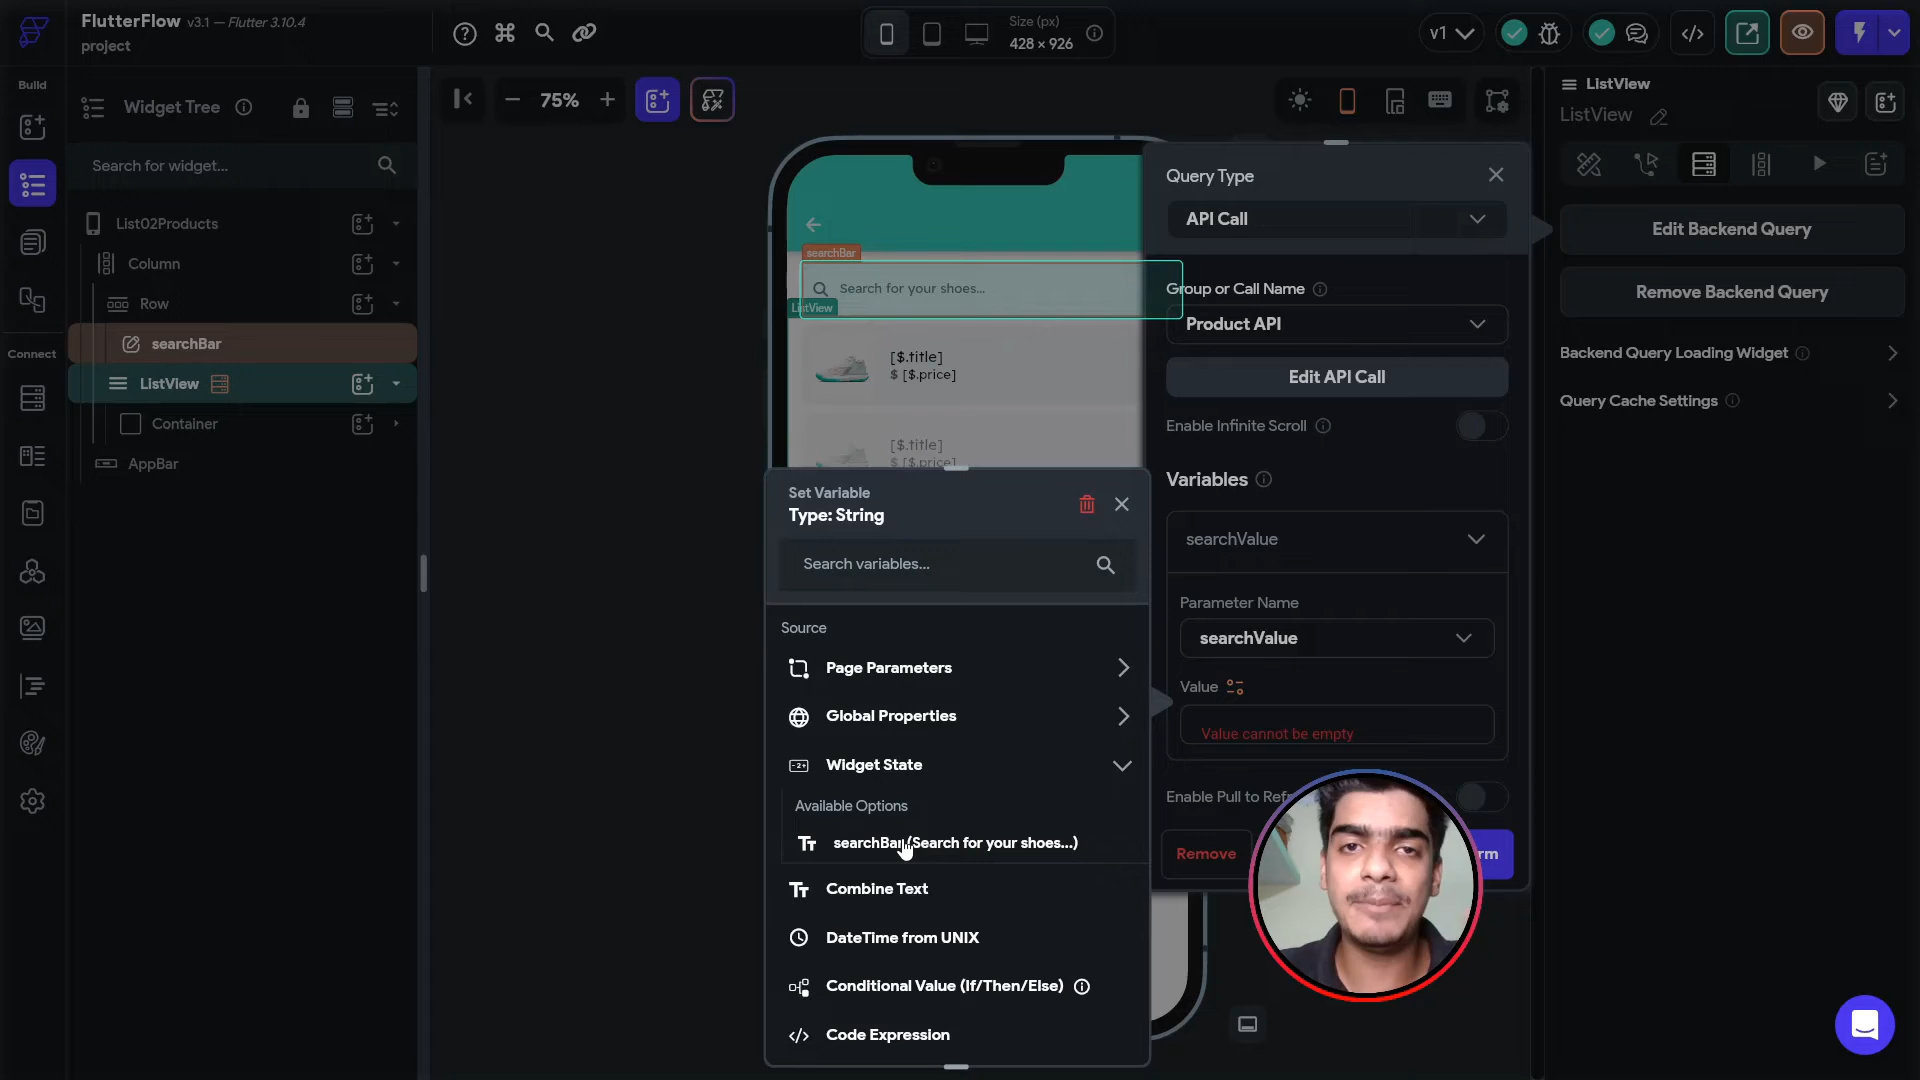 FlutterFlow v3.1 — Flutter 3.10.4
project
Size (px)
428 × 926
v1
Build
Connect
Widget Tree
Search for widget...
List02Products
Column
Row
searchBar
ListView
Container
AppBar
75%
searchBar
Search for your shoes...
ListView
[$.title]
$ [$.price]
[$.title]
$ [$.price]
Set Variable
Type: String
Search variables...
Source
Page Parameters
Global Properties
Widget State
Available Options
searchBar (Search for your shoes...)
Combine Text
DateTime from UNIX
Conditional Value (If/Then/Else)
Code Expression
Query Type
API Call
Group or Call Name
Product API
Edit API Call
Enable Infinite Scroll
Variables
searchValue
Parameter Name
searchValue
Value
Value cannot be empty
Enable Pull to Refr
Remove
rm
ListView
ListView
Edit Backend Query
Remove Backend Query
Backend Query Loading Widget
Query Cache Settings